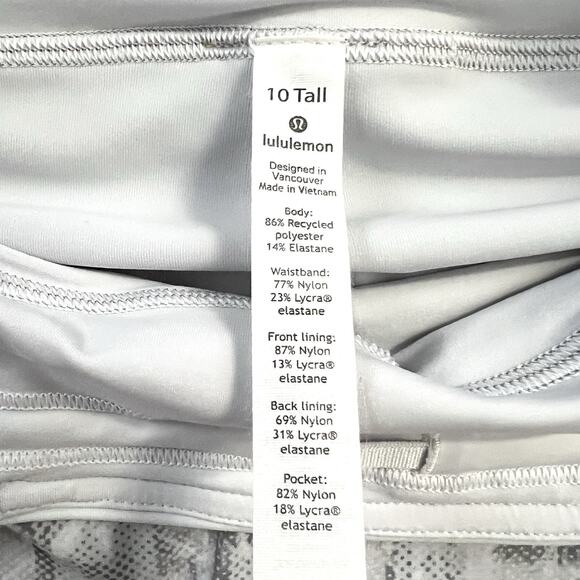 10 Tall
lululemon
Designed in
Vancouver
Made in Vietnam
Body:
86% Recycled
polyester
14% Elastane
Waistband:
77% Nylon
23% Lycra®
elastane
Front lining:
87% Nylon
13% Lycra®
elastane
Back lining:
69% Nylon
31% Lycra®
elastane
Pocket:
82% Nylon
18% Lycra®
elastane